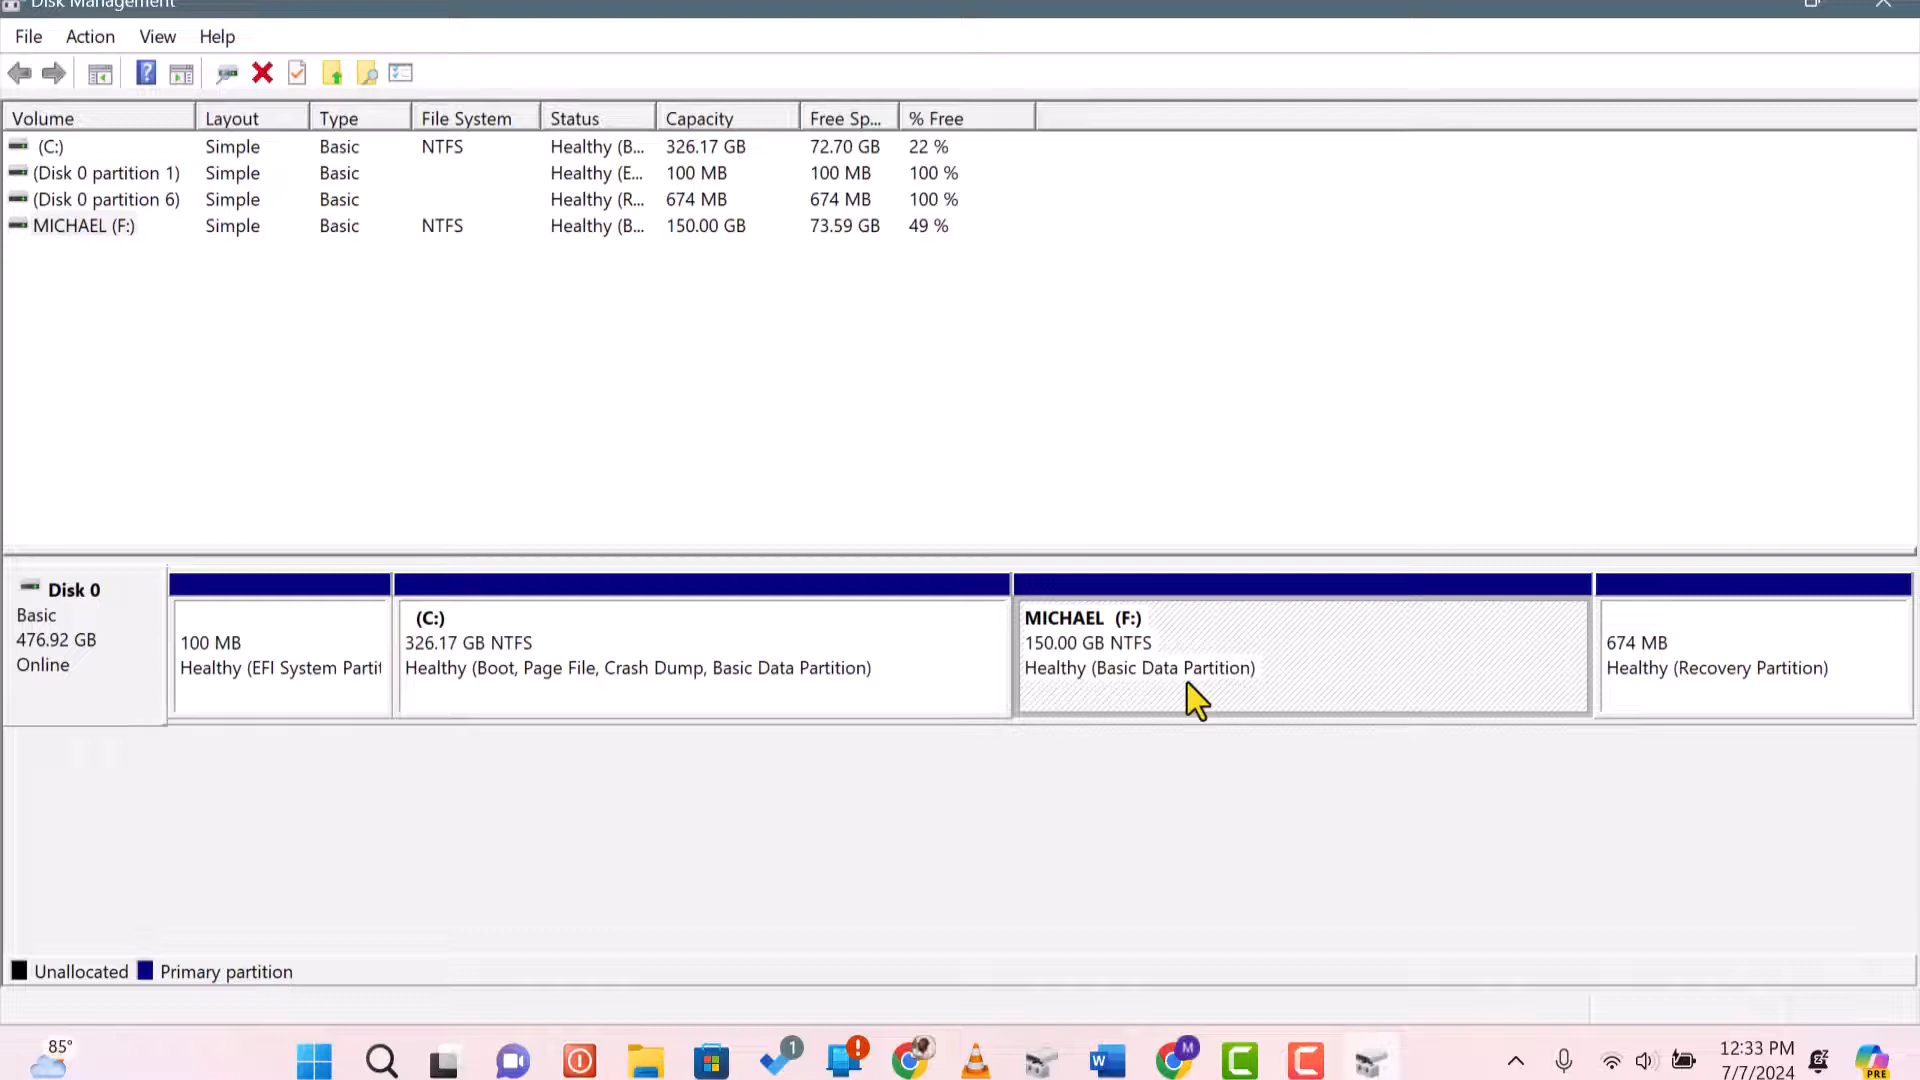 Disk Management
File Action View Help
Volume Layout Type File System Status Capacity Free Sp... % Free
(C:) Simple Basic NTFS Healthy (B... 326.17 GB 72.70 GB 22 %
(Disk 0 partition 1) Simple Basic Healthy (E... 100 MB 100 MB 100 %
(Disk 0 partition 6) Simple Basic Healthy (R... 674 MB 674 MB 100 %
MICHAEL (F:) Simple Basic NTFS Healthy (B... 150.00 GB 73.59 GB 49 %
Disk 0
Basic
476.92 GB
Online
100 MB
Healthy (EFI System Partit
(C:)
326.17 GB NTFS
Healthy (Boot, Page File, Crash Dump, Basic Data Partition)
MICHAEL (F:)
150.00 GB NTFS
Healthy (Basic Data Partition)
674 MB
Healthy (Recovery Partition)
Unallocated Primary partition
85°
1
M
12:33 PM
7/7/2024
PRE